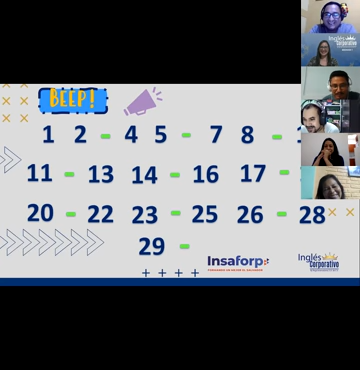 BEEP!
1 2 - 4 5 - 7 8 -
11 - 13 14 - 16 17 -
20 - 22 23 - 25 26 - 28
29 -
Insaforp
Inglés
Corporativo